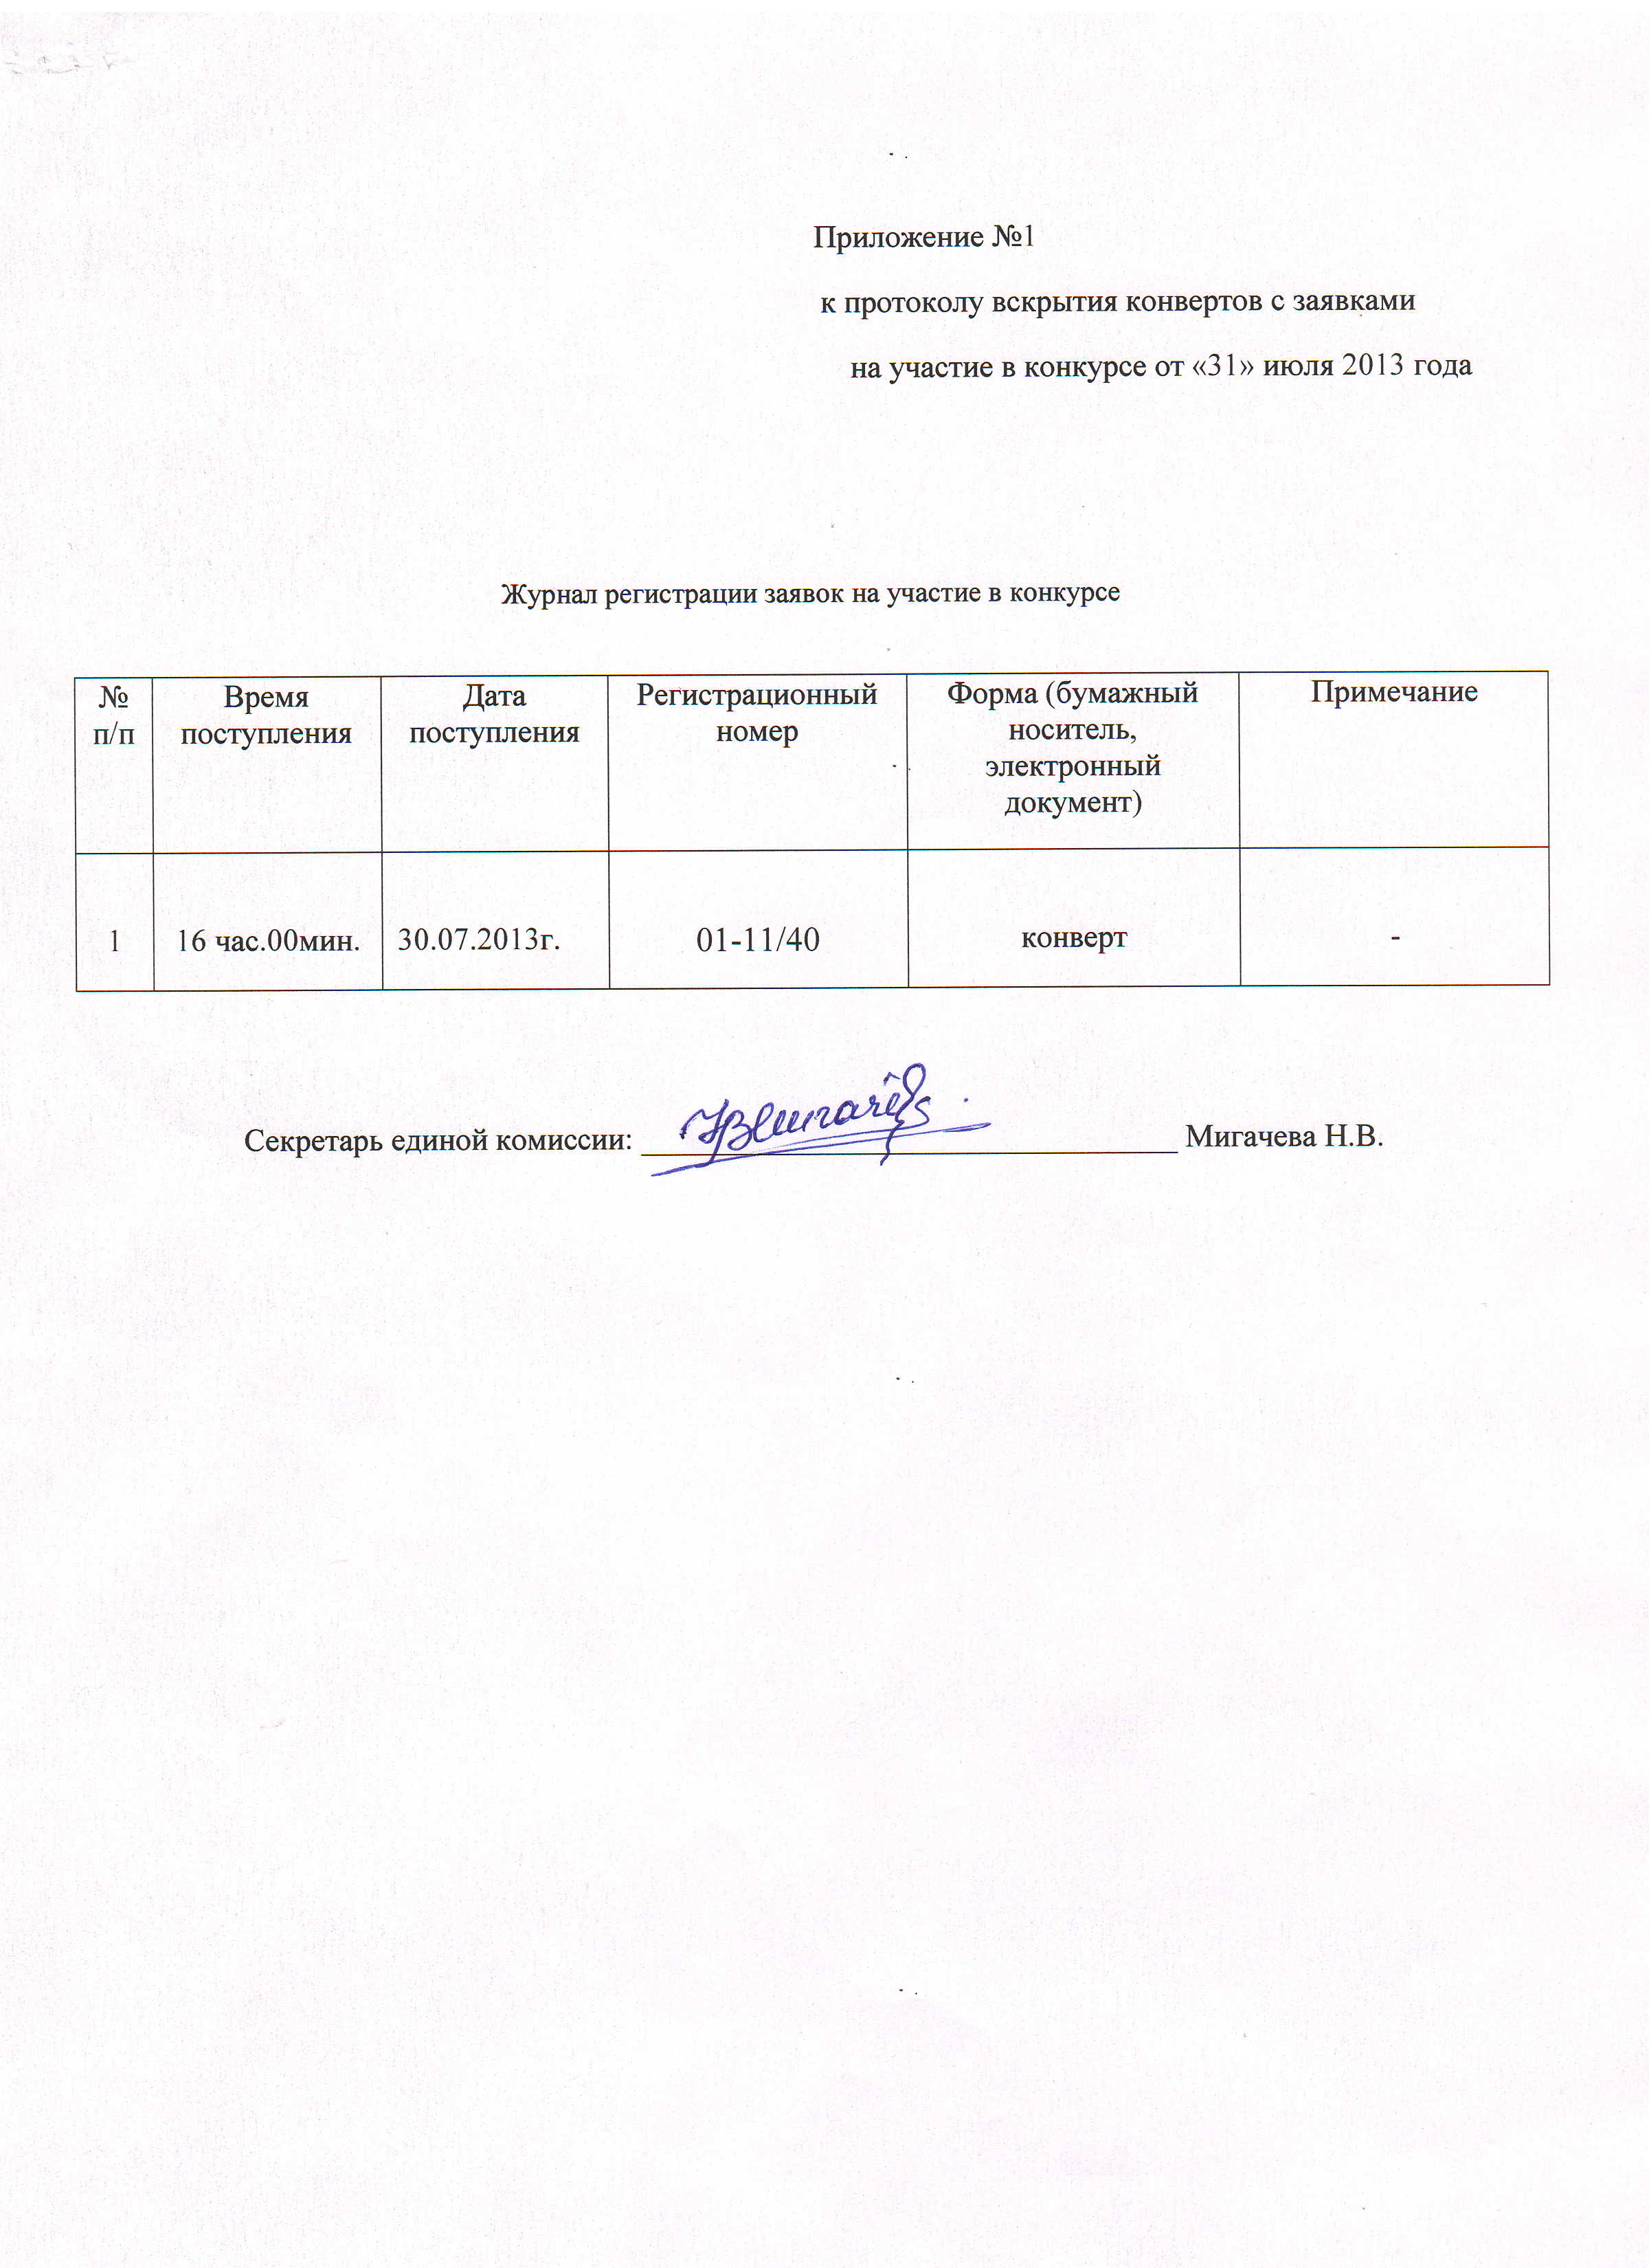 Приложение №1
к протоколу вскрытия конвертов с заявками
на участие в конкурсе от «31» июля 2013 года
Журнал регистрации заявок на участие в конкурсе
№ п/п
Время поступления
Дата поступления
Регистрационный номер
Форма (бумажный носитель, электронный документ)
Примечание
1
16 час.00мин.
30.07.2013г.
01-11/40
конверт
-
Секретарь единой комиссии: Мигачева Н.В.